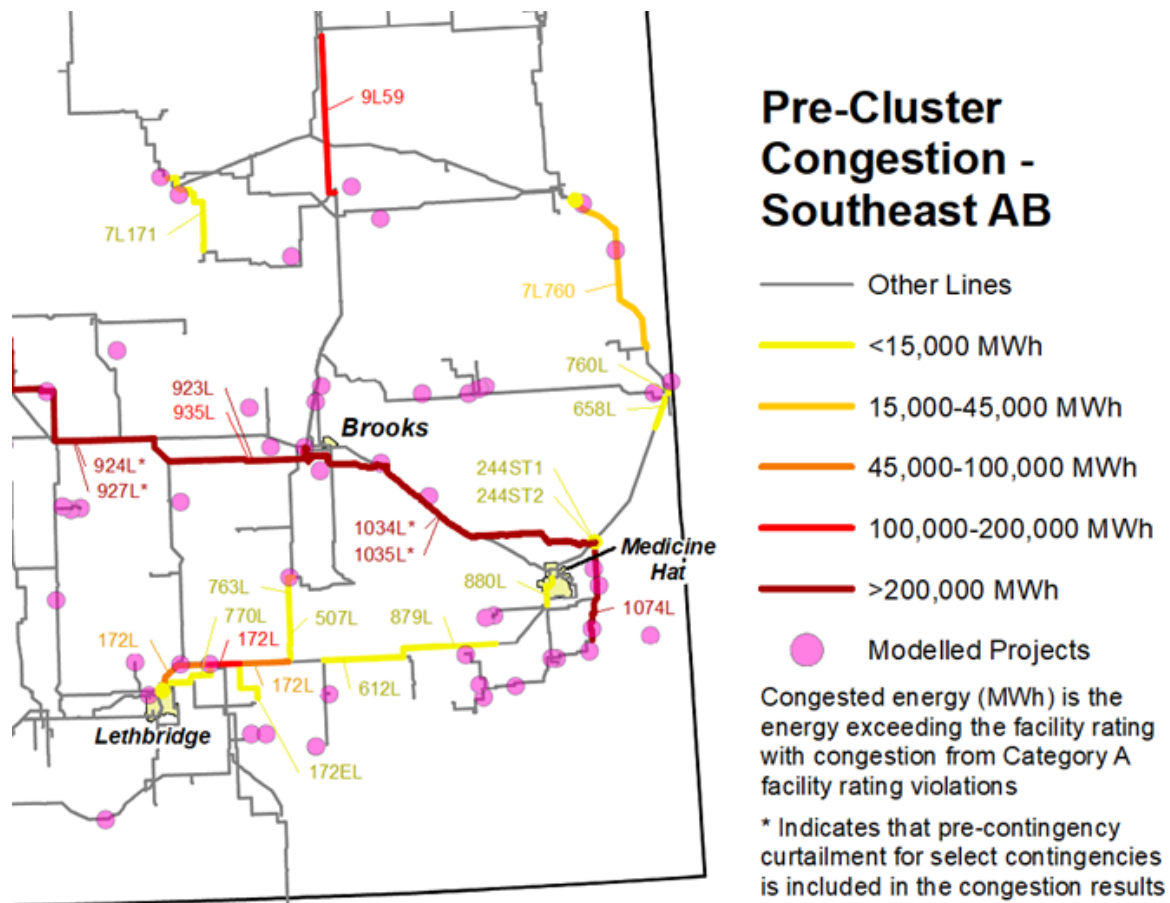 9L59
7L171
7L760
760L
658L
923L
935L
Brooks
924L*
927L*
244ST1
244ST2
1034L*
1035L*
Medicine
Hat
763L
880L
770L
507L
879L
1074L
172L
172L
172L
612L
Lethbridge
172EL
Pre-Cluster
Congestion -
Southeast AB
Other Lines
<15,000 MWh
15,000-45,000 MWh
45,000-100,000 MWh
100,000-200,000 MWh
>200,000 MWh
Modelled Projects
Congested energy (MWh) is the
energy exceeding the facility rating
with congestion from Category A
facility rating violations
* Indicates that pre-contingency
curtailment for select contingencies
is included in the congestion results